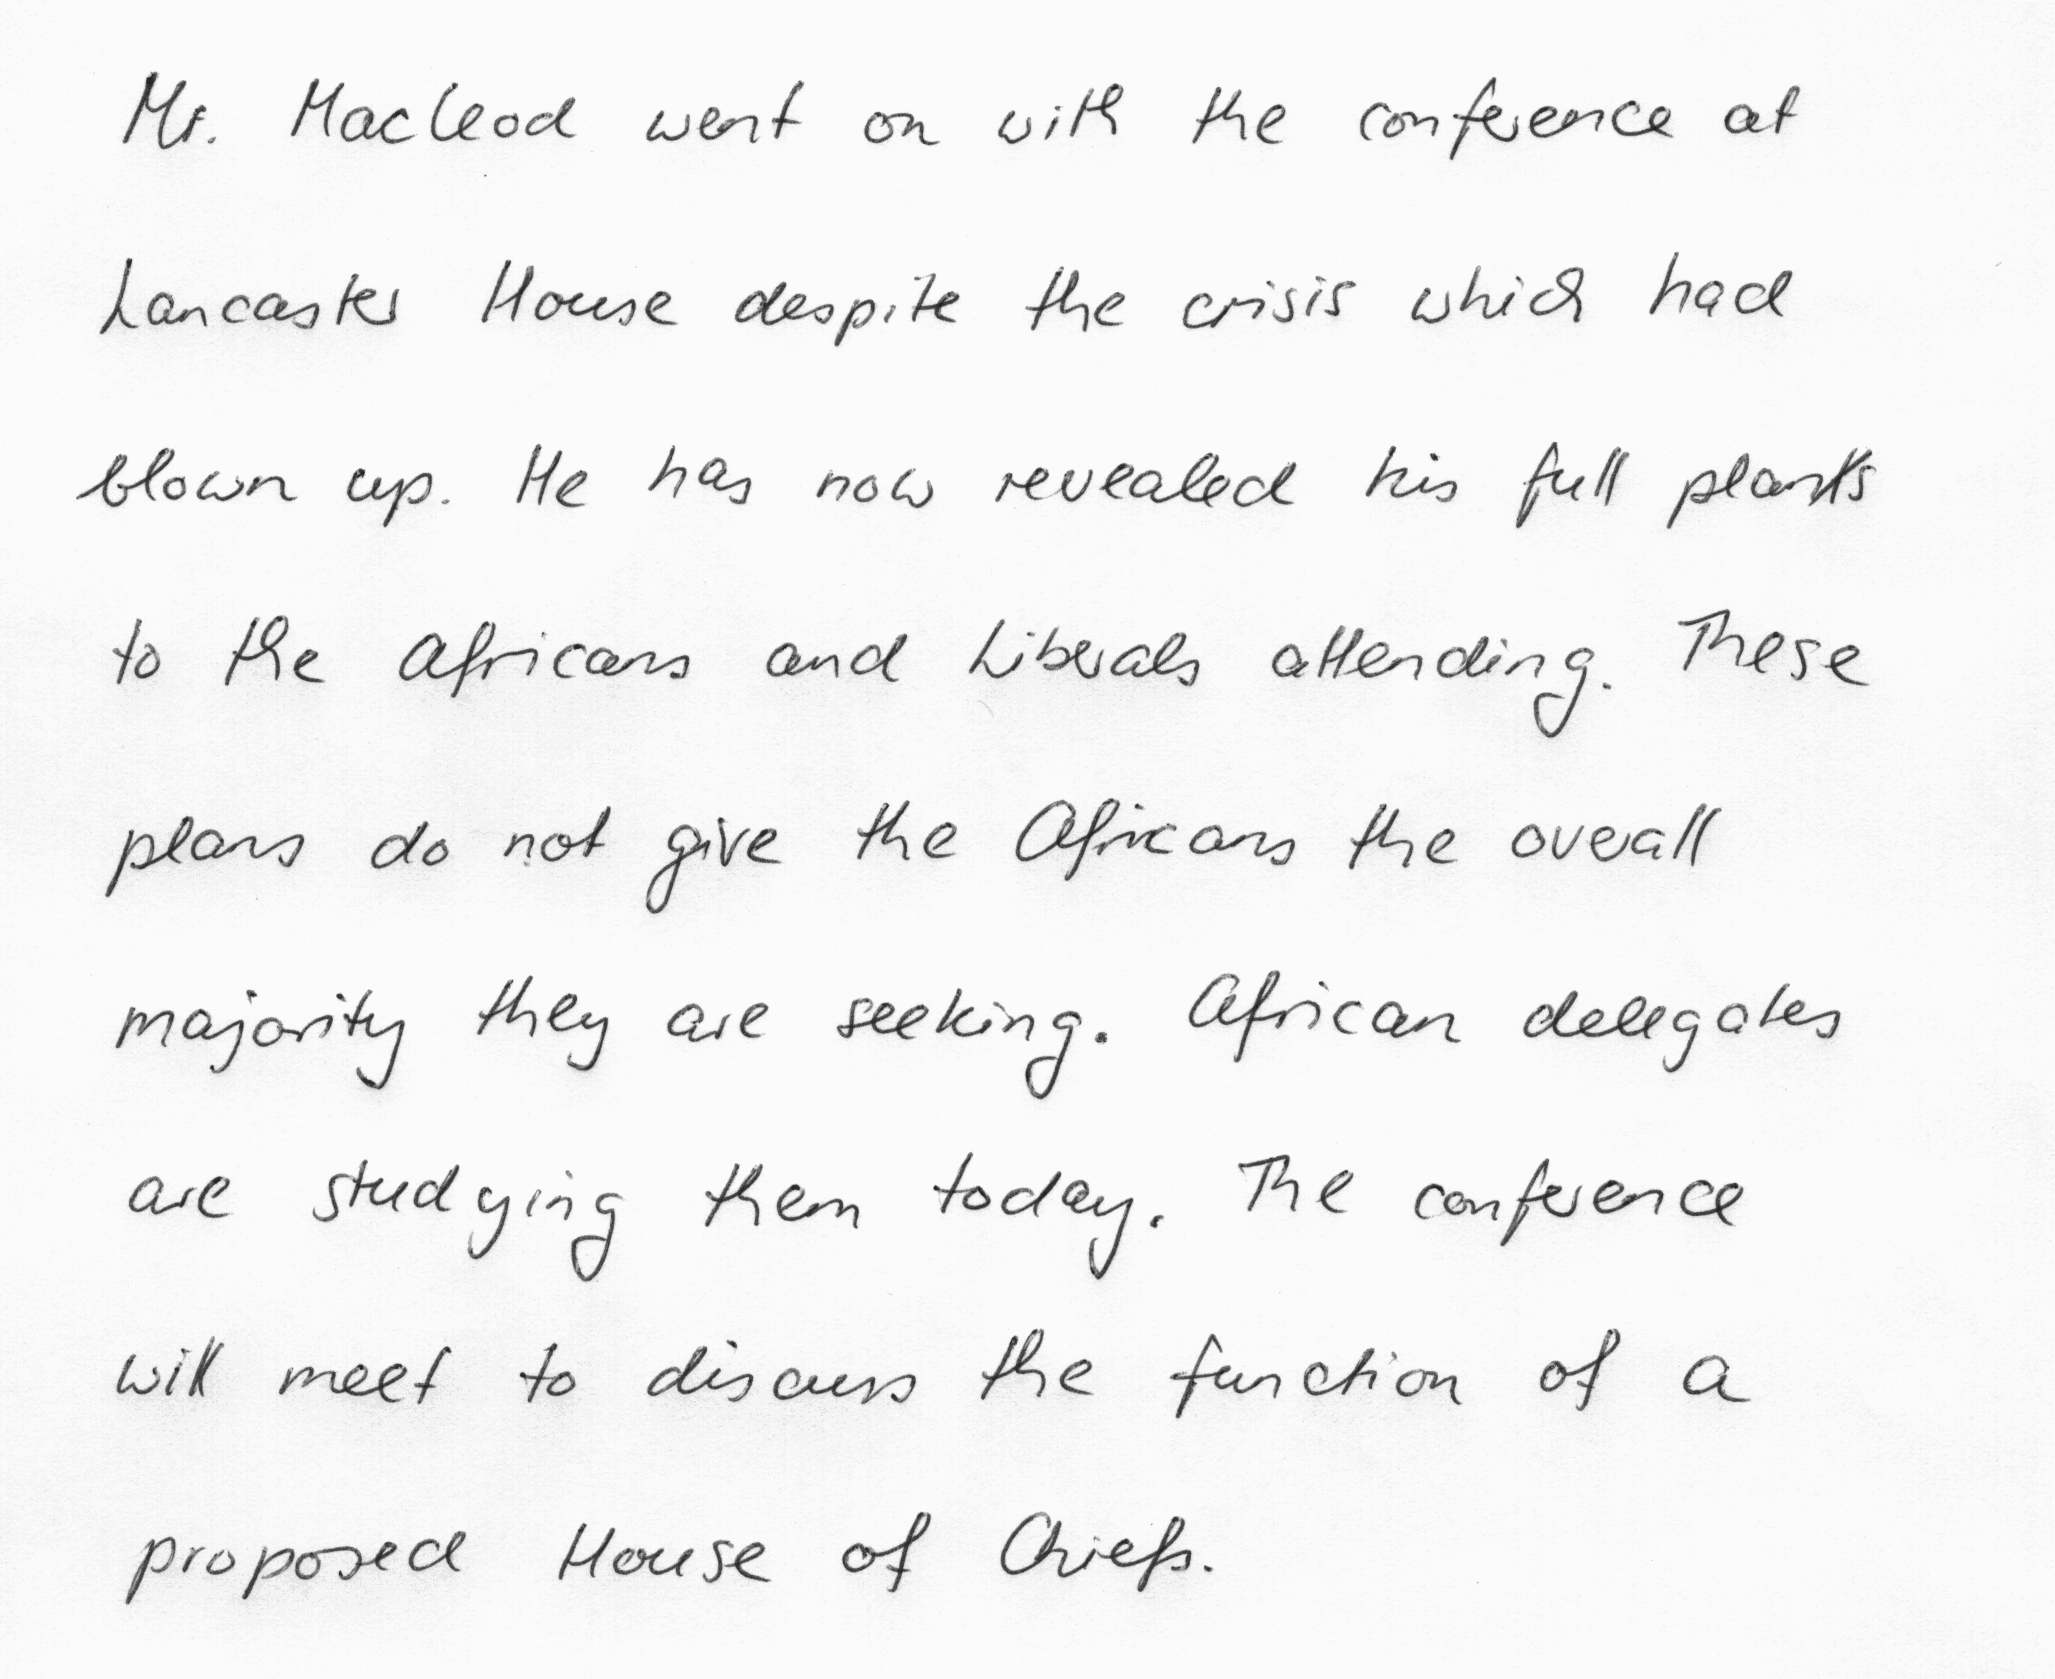 Mr. Macleod went on with the conference at
Lancaster House despite the crisis which had
blown up. He has now revealed his full plans
to the Africans and Liberals attending. These
plans do not give the Africans the overall
majority they are seeking. African delegates
are studying them today. The conference
will meet to discuss the function of a
proposed House of Chiefs.